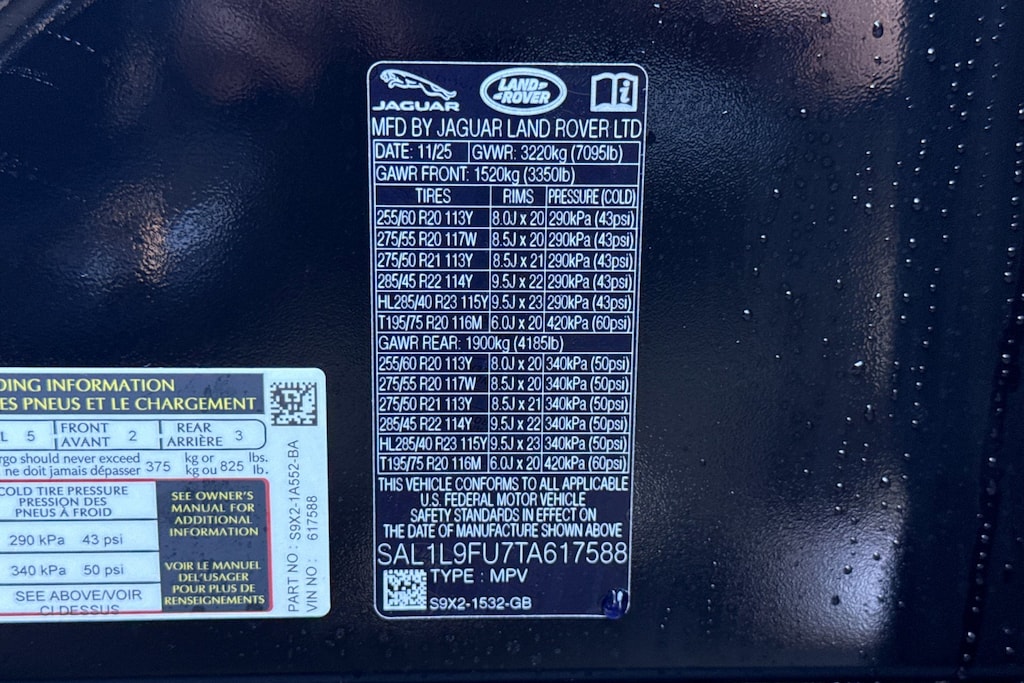 JAGUAR
LAND ROVER
MFD BY JAGUAR LAND ROVER LTD
DATE: 11/25 GVWR: 3220kg (7095lb)
GAWR FRONT: 1520kg (3350lb)
TIRES RIMS PRESSURE (COLD)
255/60 R20 113Y 8.0J x 20 290kPa (43psi)
275/55 R20 117W 8.5J x 20 290kPa (43psi)
275/50 R21 113Y 8.5J x 21 290kPa (43psi)
285/45 R22 114Y 9.5J x 22 290kPa (43psi)
HL285/40 R23 115Y 9.5J x 23 290kPa (43psi)
T195/75 R20 116M 6.0J x 20 420kPa (60psi)
GAWR REAR: 1900kg (4185lb)
255/60 R20 113Y 8.0J x 20 340kPa (50psi)
275/55 R20 117W 8.5J x 20 340kPa (50psi)
275/50 R21 113Y 8.5J x 21 340kPa (50psi)
285/45 R22 114Y 9.5J x 22 340kPa (50psi)
HL285/40 R23 115Y 9.5J x 23 340kPa (50psi)
T195/75 R20 116M 6.0J x 20 420kPa (60psi)
THIS VEHICLE CONFORMS TO ALL APPLICABLE
U.S. FEDERAL MOTOR VEHICLE
SAFETY STANDARDS IN EFFECT ON
THE DATE OF MANUFACTURE SHOWN ABOVE
SAL1L9FU7TA617588
TYPE : MPV
S9X2-1532-GB
DING INFORMATION
ES PNEUS ET LE CHARGEMENT
L 5 FRONT AVANT 2 REAR ARRIÈRE 3
rgo should never exceed 375 kg or 825 lbs.
ne doit jamais dépasser kg ou lb.
COLD TIRE PRESSURE
PRESSION DES
PNEUS À FROID
290 kPa 43 psi
340 kPa 50 psi
SEE ABOVE/VOIR
CI DESSUS
SEE OWNER'S
MANUAL FOR
ADDITIONAL
INFORMATION
VOIR LE MANUEL
DEL'USAGER
POUR PLUS DE
RENSEIGNEMENTS
PART NO : S9X2-1A552-BA
VIN NO : 617588